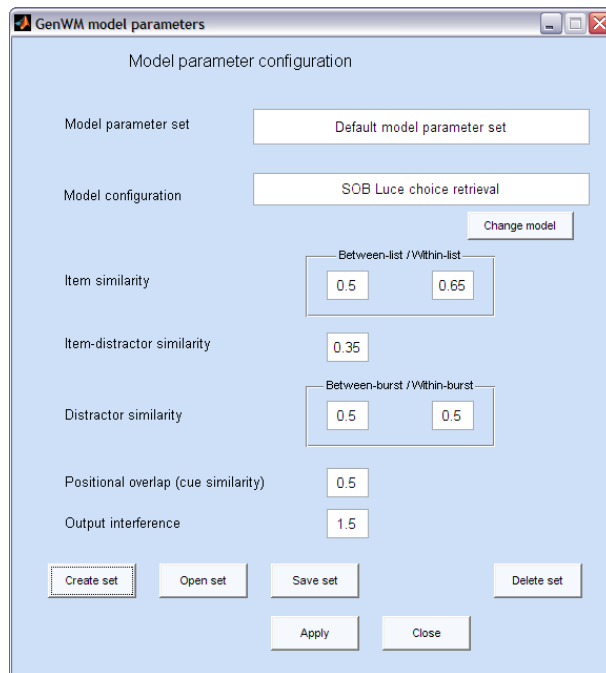 GenWM model parameters
Model parameter configuration
Model parameter set
Default model parameter set
Model configuration
SOB Luce choice retrieval
Change model
Between-list / Within-list
Item similarity
0.5 0.65
Item-distractor similarity
0.35
Between-burst / Within-burst
Distractor similarity
0.5 0.5
Positional overlap (cue similarity)
0.5
Output interference
1.5
Create set Open set Save set Delete set
Apply Close